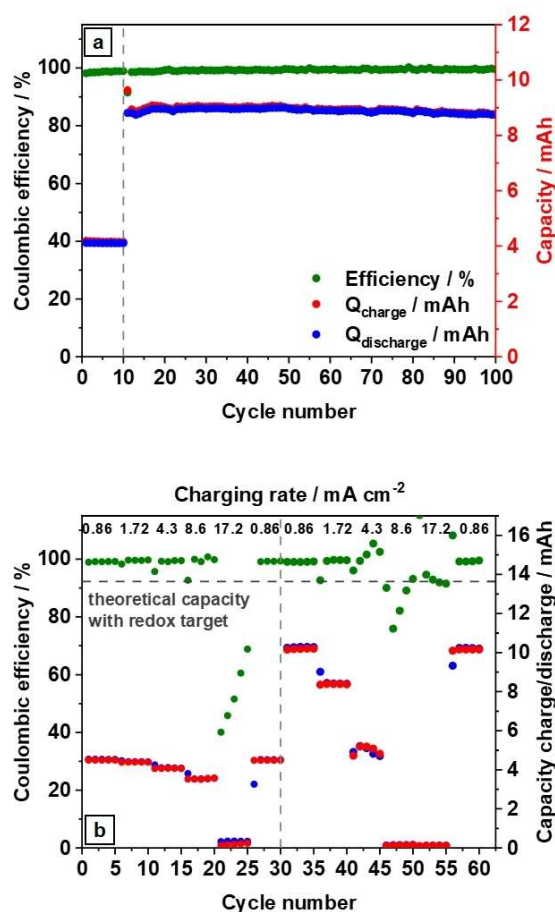 a
Coulombic efficiency / %
0
20
40
60
80
100
120
Capacity / mAh
0
2
4
6
8
10
12
Efficiency / %
Qcharge / mAh
Qdischarge / mAh
0 10 20 30 40 50 60 70 80 90 100
Cycle number
Charging rate / mA cm-2
0.86 1.72 4.3 8.6 17.2 0.86 0.86 1.72 4.3 8.6 17.2 0.86
theoretical capacity
with redox target
b
Coulombic efficiency / %
0
20
40
60
80
100
Capacity charge/discharge / mAh
0
2
4
6
8
10
12
14
16
0 5 10 15 20 25 30 35 40 45 50 55 60
Cycle number